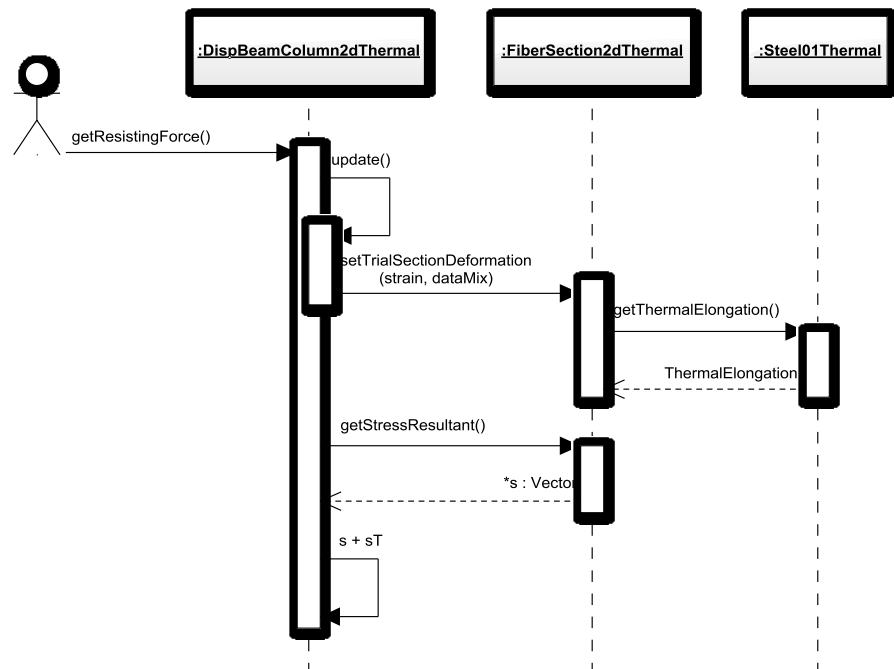 :DispBeamColumn2dThermal
:FiberSection2dThermal
:Steel01Thermal
getResistingForce()
update()
setTrialSectionDeformation
(strain, dataMix)
getThermalElongation()
ThermalElongation
getStressResultant()
*s : Vector
s + sT